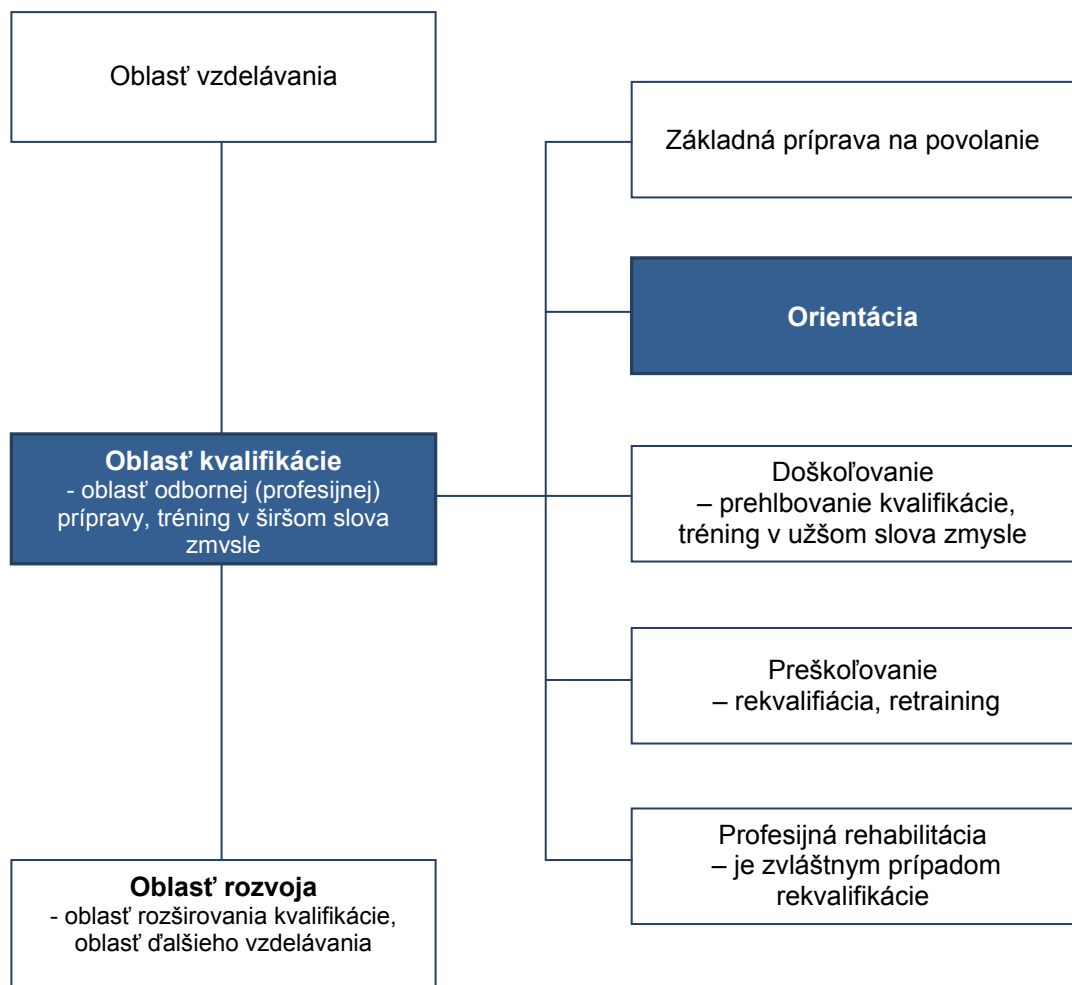 Oblasť vzdelávania
Základná príprava na povolanie
Orientácia
Oblasť kvalifikácie
- oblasť odbornej (profesijnej)
prípravy, tréning v širšom slova
zmysle
Doškoľovanie
– prehlbovanie kvalifikácie,
tréning v užšom slova zmysle
Preškoľovanie
– rekvalifiácia, retraining
Profesijná rehabilitácia
– je zvláštnym prípadom
rekvalifikácie
Oblasť rozvoja
- oblasť rozširovania kvalifikácie,
oblasť ďalšieho vzdelávania